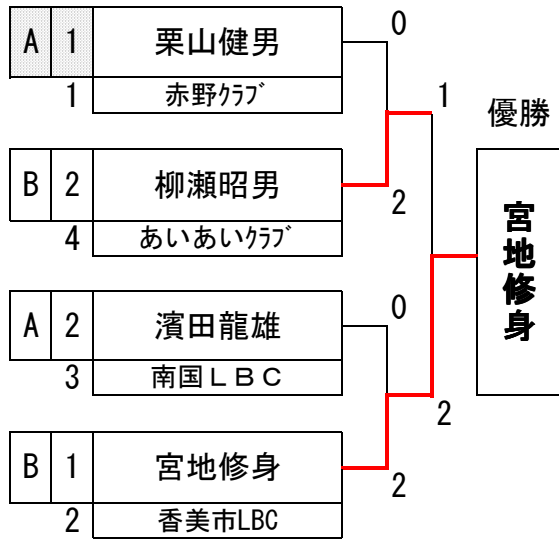 A 1 栗山健男 0
1 赤野ｸﾗﾌﾞ 1
優勝
B 2 柳瀬昭男 2
4 あいあいｸﾗﾌﾞ
宮地修身
A 2 濱田龍雄 0
3 南国ＬＢＣ
2
B 1 宮地修身 2
2 香美市LBC